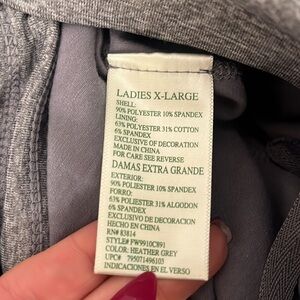 LADIES X-LARGE
SHELL:
90% POLYESTER 10% SPANDEX
LINING:
63% POLYESTER 31% COTTON
6% SPANDEX
EXCLUSIVE OF DECORATION
MADE IN CHINA
FOR CARE SEE REVERSE
DAMAS EXTRA GRANDE
EXTERIOR:
90% POLIESTER 10% SPANDEX
FORRO:
63% POLIESTER 31% ALGODON
6% SPANDEX
EXCLUSIVO DE DECORACION
HECHO EN CHINA
RN# 83814
STYLE# FW9910C891
COLOR: HEATHER GREY
UPC# 795071496103
INDICACIONES EN EL VERSO